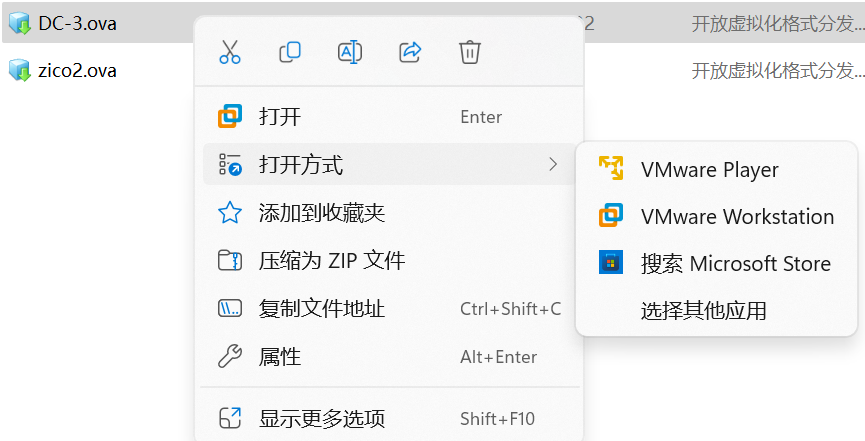 DC-3.ova
2
开放虚拟化格式分发...
zico2.ova
开放虚拟化格式分发...
打开
Enter
打开方式
添加到收藏夹
压缩为 ZIP 文件
复制文件地址
Ctrl+Shift+C
属性
Alt+Enter
显示更多选项
Shift+F10
VMware Player
VMware Workstation
搜索 Microsoft Store
选择其他应用